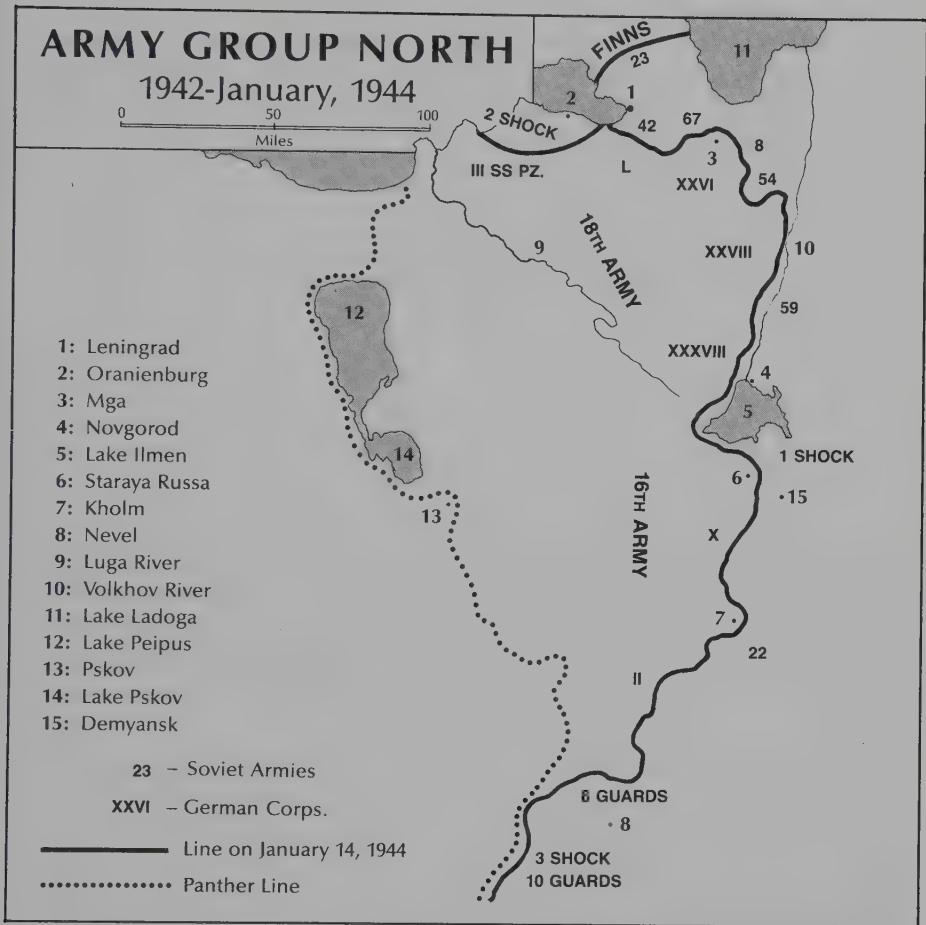 ARMY GROUP NORTH
1942-January, 1944
0 50 100
Miles
FINNS
23
11
2
1
2 SHOCK
42
67
3
8
III SS PZ.
L
XXVI
54
18TH ARMY
9
XXVIII
10
59
12
XXXVIII
4
5
14
1 SHOCK
6
15
13
16TH ARMY
X
7
22
II
8 GUARDS
8
3 SHOCK
10 GUARDS
1: Leningrad
2: Oranienburg
3: Mga
4: Novgorod
5: Lake Ilmen
6: Staraya Russa
7: Kholm
8: Nevel
9: Luga River
10: Volkhov River
11: Lake Ladoga
12: Lake Peipus
13: Pskov
14: Lake Pskov
15: Demyansk
23 – Soviet Armies
XXVI – German Corps.
Line on January 14, 1944
Panther Line